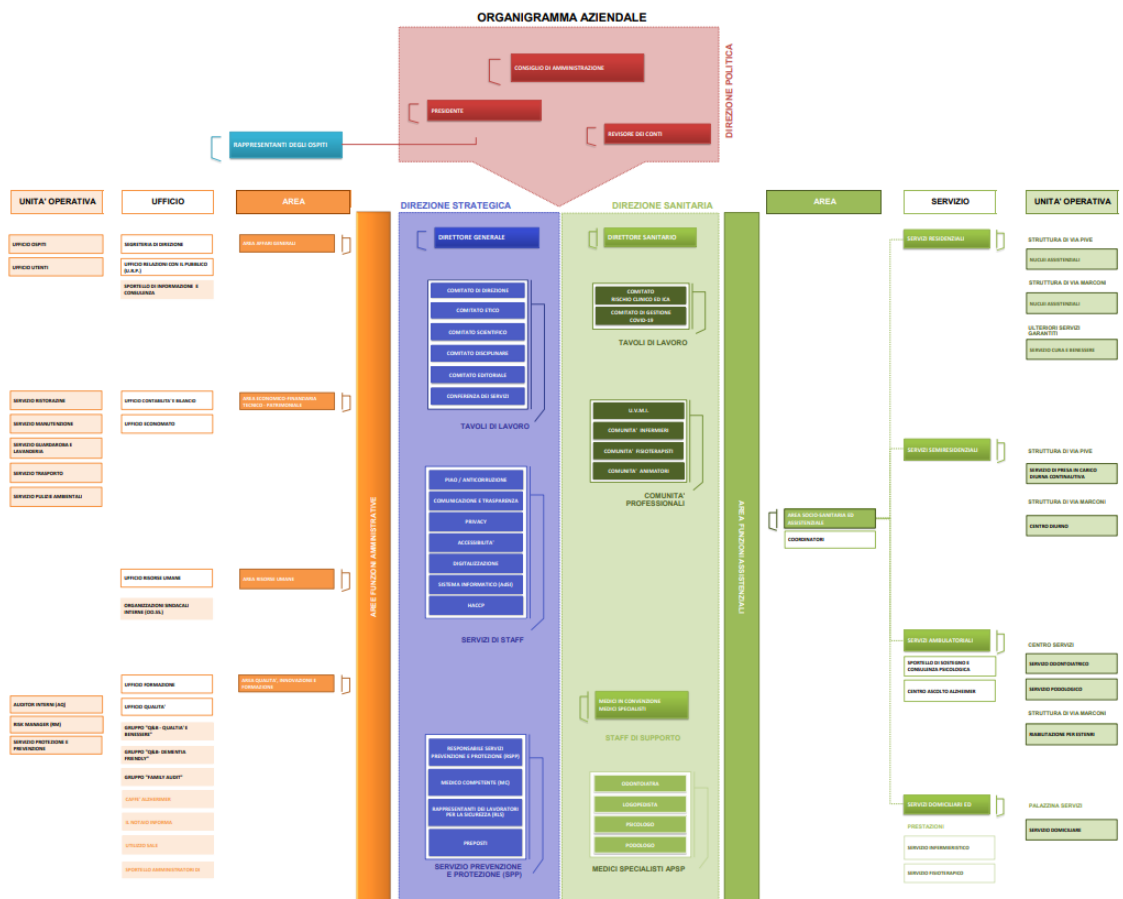 ORGANIGRAMMA AZIENDALE
CONSIGLIO DI AMMINISTRAZIONE
PRESIDENTE
REVISORE DEI CONTI
DIREZIONE POLITICA
RAPPRESENTANTI DEGLI OSPITI
UNITA' OPERATIVA
UFFICIO
AREA
UFFICIO OSPITI
UFFICIO UTENTI
SEGRETERIA DI DIREZIONE
UFFICIO RELAZIONI CON IL PUBBLICO
(U.R.P.)
SPORTELLO DI INFORMAZIONE E
CONSULENZA
AREA AFFARI GENERALI
SERVIZIO RISTORAZINE
SERVIZIO MANUTENZIONE
SERVIZIO GUARDAROBA E
LAVANDERIA
SERVIZIO TRASPORTO
SERVIZIO PULIZIE AMBIENTALI
UFFICIO CONTABILITA' E BILANCIO
UFFICIO ECONOMATO
AREA ECONOMICO-FINANZIARIA
TECNICO - PATRIMONIALE
UFFICIO RISORSE UMANE
ORGANIZZAZIONI SINDACALI
INTERNE (OO.SS.)
AREA RISORSE UMANE
AUDITOR INTERNI (AQ)
RISK MANAGER (RM)
SERVIZIO PROTEZIONE E
PREVENZIONE
UFFICIO FORMAZIONE
UFFICIO QUALITA'
GRUPPO "Q&B - QUALITA' E
BENESSERE"
GRUPPO "Q&B- DEMENTIA
FRIENDLY"
GRUPPO "FAMILY AUDIT"
CAFFE' ALZHEIMER
IL NOTIGO INFORMA
UTILIZZO SALE
SPORTELLO AMMINISTRATORI DI
AREA QUALITA', INNOVAZIONE E
FORMAZIONE
AREE FUNZIONI AMMINISTRATIVE
DIREZIONE STRATEGICA
DIRETTORE GENERALE
COMITATO DI DIREZIONE
COMITATO ETICO
COMITATO SCIENTIFICO
COMITATO DISCIPLINARE
COMITATO EDITORIALE
CONFERENZA DEI SERVIZI
TAVOLI DI LAVORO
PIAO / ANTICORRUZIONE
COMUNICAZIONE E TRASPARENZA
PRIVACY
ACCESSIBILITA'
DIGITALIZZAZIONE
SISTEMA INFORMATICO (AdSI)
HACCP
SERVIZI DI STAFF
RESPONSABILE SERVIZI
PREVENZIONE E PROTEZIONE (RSPP)
MEDICO COMPETENTE (MC)
RAPPRESENTANTI DEI LAVORATORI
PER LA SICUREZZA (RLS)
PREPOSTI
SERVIZIO PREVENZIONE
E PROTEZIONE (SPP)
DIREZIONE SANITARIA
DIRETTORE SANITARIO
COMITATO
RISCHIO CLINICO ED ICA
COMITATO DI GESTIONE
COVID-19
TAVOLI DI LAVORO
U.V.M.I.
COMUNITA' INFERMIERI
COMUNITA' FISIOTERAPISTI
COMUNITA' ANIMATORI
COMUNITA'
PROFESSIONALI
MEDICI IN CONVENZIONE
MEDICI SPECIALISTI
STAFF DI SUPPORTO
ODONTOIATRA
LOGOPEDISTA
PSICOLOGO
PODOLOGO
MEDICI SPECIALISTI APSP
AREA FUNZIONI ASSISTENZIALI
AREA
SERVIZIO
UNITA' OPERATIVA
AREA SOCIO-SANITARIA ED
ASSISTENZIALE
COORDINATORI
SERVIZI RESIDENZIALI
STRUTTURA DI VIA PIVE
NUCLEI ASSISTENZIALI
STRUTTURA DI VIA MARCONI
NUCLEI ASSISTENZIALI
ULTERIORI SERVIZI
GARANTITI
SERVIZIO CURA E BENESSERE
SERVIZI SEMIRESIDENZIALI
STRUTTURA DI VIA PIVE
SERVIZIO DI PRESA IN CARICO
DIURNA CONTINUATIVA
STRUTTURA DI VIA MARCONI
CENTRO DIURNO
SERVIZI AMBULATORIALI
SPORTELLO DI SOSTEGNO E
CONSULENZA PSICOLOGICA
CENTRO ASCOLTO ALZHEIMER
CENTRO SERVIZI
SERVIZIO ODONTOIATRICO
SERVIZIO PODOLOGICO
STRUTTURA DI VIA MARCONI
RIABILITAZIONE PER ESTERNI
SERVIZI DOMICILIARI ED
PRESTAZIONI
SERVIZIO INFERMIERISTICO
SERVIZIO FISIOTERAPICO
PALAZZINA SERVIZI
SERVIZIO DOMICILIARE